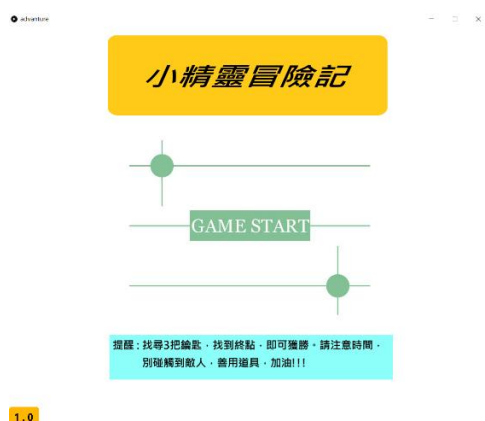 advanture
小精靈冒險記
GAME START
提醒：找尋3把鑰匙，找到終點，即可獲勝。請注意時間，
別碰觸到敵人，善用道具，加油!!!
1.0